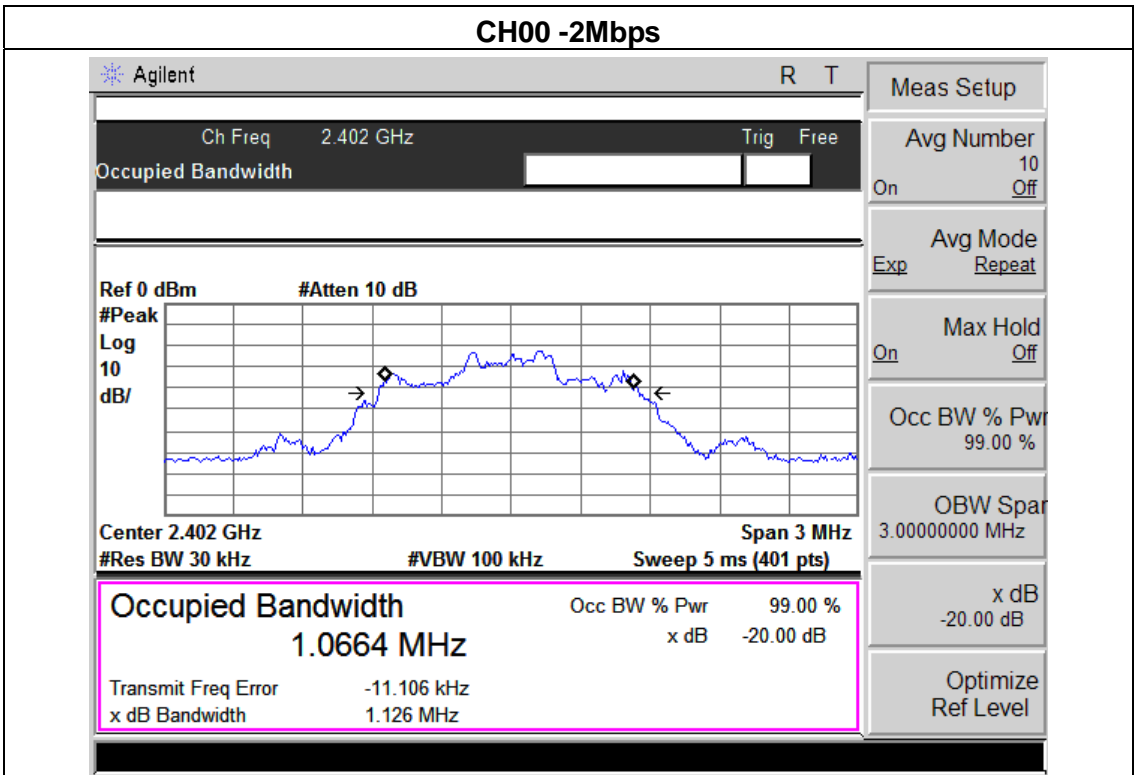 CH00 -2Mbps
Agilent R T
Ch Freq 2.402 GHz Trig Free
Occupied Bandwidth
Ref 0 dBm #Atten 10 dB
#Peak
Log
10
dB/
Center 2.402 GHz Span 3 MHz
#Res BW 30 kHz #VBW 100 kHz Sweep 5 ms (401 pts)
Occupied Bandwidth Occ BW % Pwr 99.00 %
1.0664 MHz x dB -20.00 dB
Transmit Freq Error -11.106 kHz
x dB Bandwidth 1.126 MHz
Meas Setup
Avg Number
10
On Off
Avg Mode
Exp Repeat
Max Hold
On Off
Occ BW % Pwr
99.00 %
OBW Span
3.00000000 MHz
x dB
-20.00 dB
Optimize
Ref Level